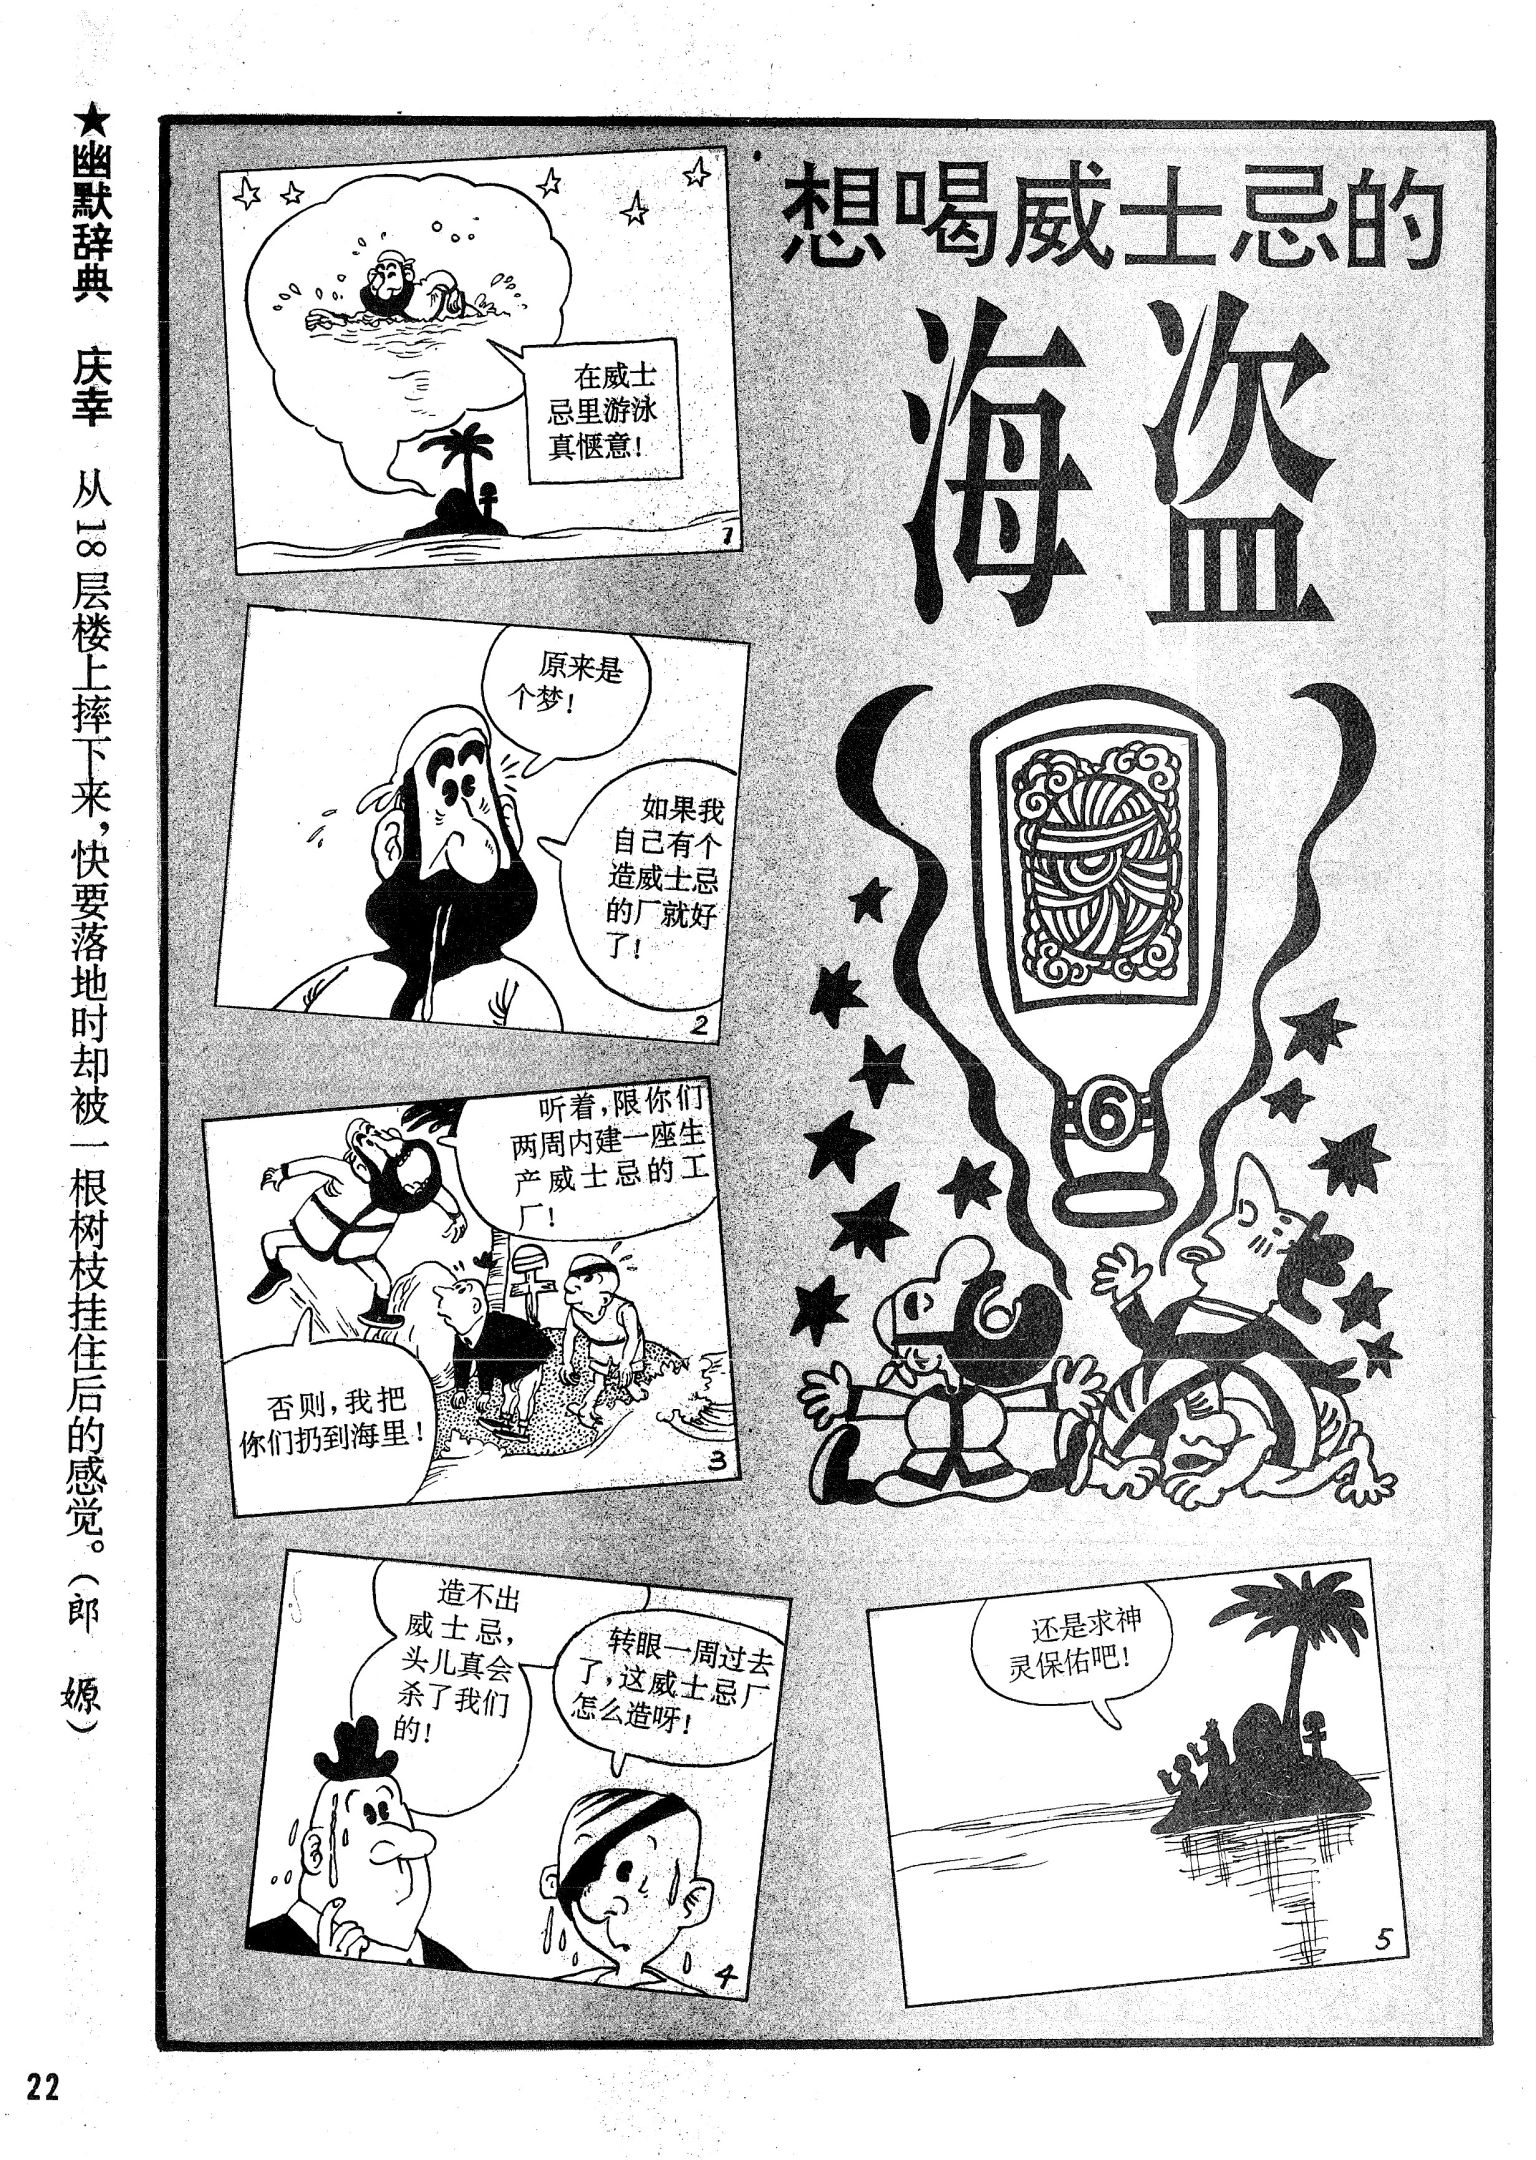 想喝威士忌的
海盗
在威士
忌里游泳
真惬意!
1
原来是
个梦!
如果我
自己有个
造威士忌
的厂就好
了!
2
听着,限你们
两周内建一座生
产威士忌的工
厂!
否则,我把
你们扔到海里!
3
造不出
威士忌,
头儿真会
杀了我们
的!
转眼一周过去
了,这威士忌厂
怎么造呀!
4
还是求神
灵保佑吧!
5
6
6
★幽默辞典 庆幸 从18层楼上摔下来,快要落地时却被一根树枝挂住后的感觉。(郎 嫄)
22